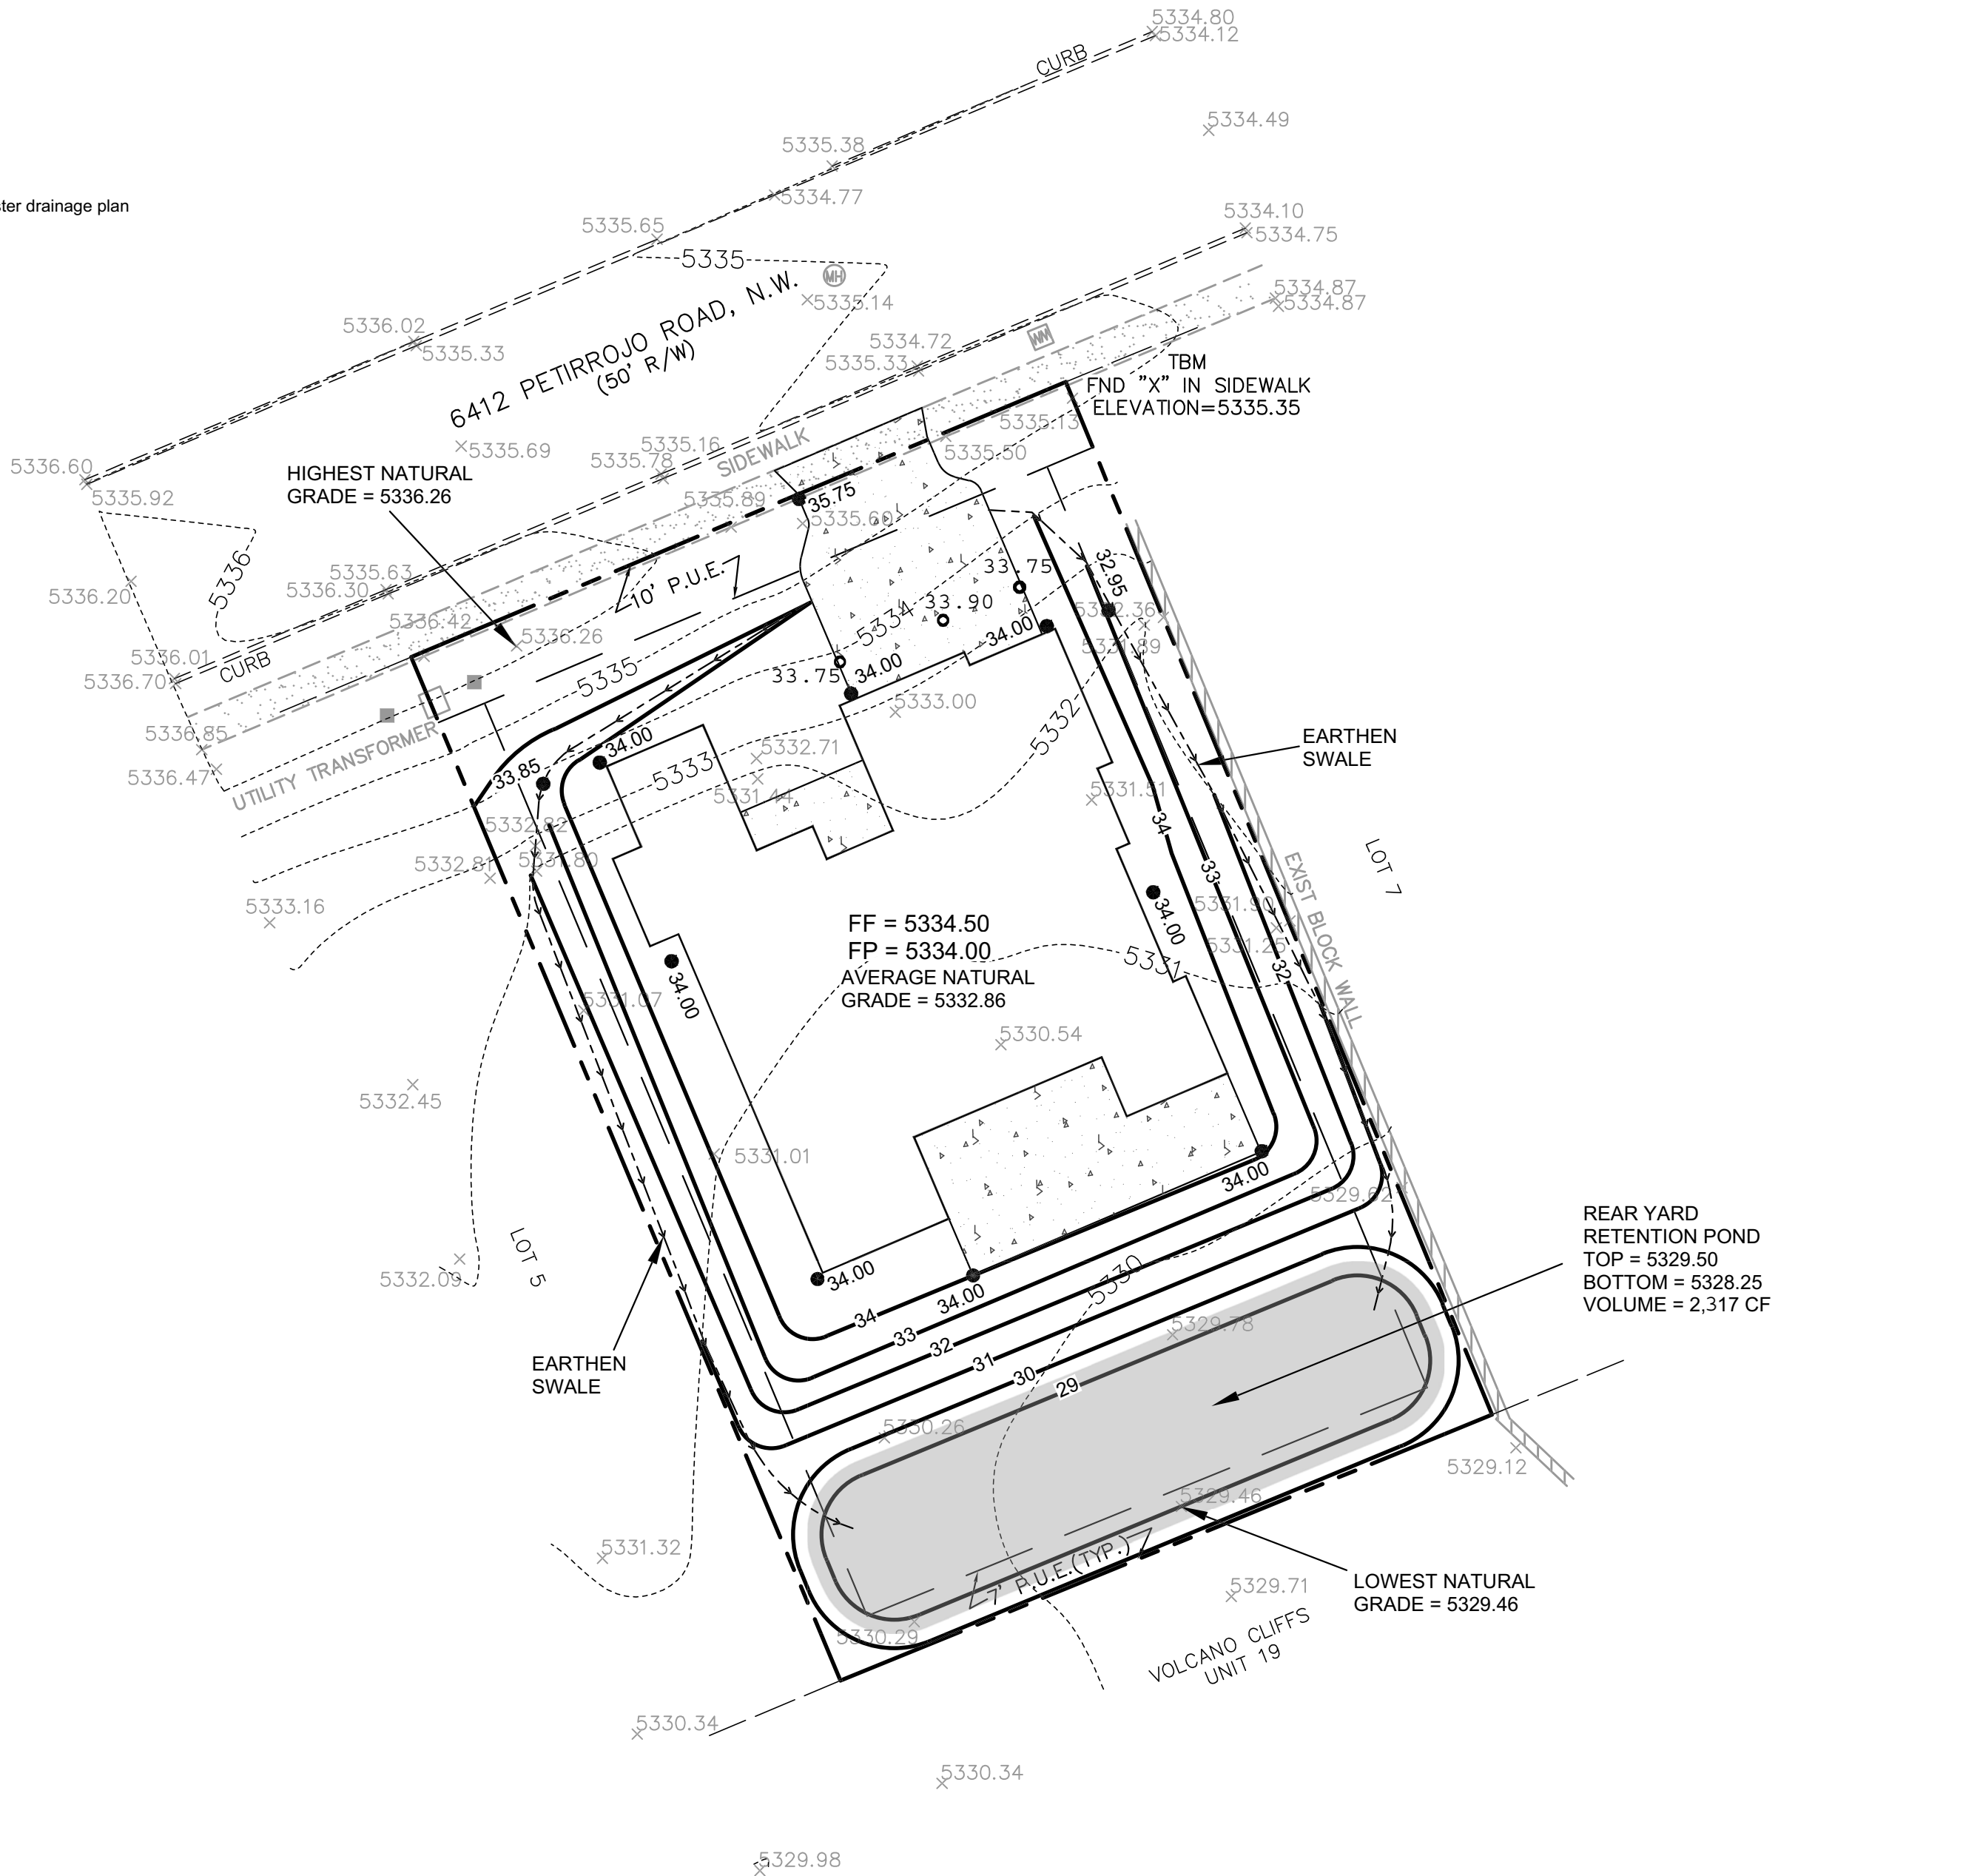 5334.80
5334.12
CURB
5334.49
5335.38
5334.77
ster drainage plan
5335.65
5335
5334.10
5334.75
6412 PETIRROJO ROAD, N.W.
(50' R/W)
MH
5335.14
5334.87
5334.87
5336.02
5335.33
5334.72
5335.33
WM
TBM
FND "X" IN SIDEWALK
ELEVATION=5335.35
5335.13
5335.50
5335.69
5335.16
5335.78
SIDEWALK
5336.60
5335.92
HIGHEST NATURAL
GRADE = 5336.26
5335.89
35.75
5335.60
5336
5335.63
5336.30
10' P.U.E.
33.75
32.95
5336.20
33.90
5334
5332.36
5336.42
5336.26
34.00
5331.89
5336.01
CURB
5336.70
5335
33.75
34.00
5333.00
5332
5336.85
5336.47
UTILITY TRANSFORMER
34.00
5332.71
EARTHEN
SWALE
33.85
5333
5331.44
5331.51
5332.82
34
5332.81
5331.80
33
EXIST BLOCK WALL
LOT 7
5333.16
FF = 5334.50
FP = 5334.00
AVERAGE NATURAL
GRADE = 5332.86
34.00
5331.90
5331.25
5331
32
34.00
5331.07
5330.54
5332.45
5331.01
34.00
5329.62
REAR YARD
RETENTION POND
TOP = 5329.50
BOTTOM = 5328.25
VOLUME = 2,317 CF
LOT 5
5332.09
34.00
34.00
5330
34
33
32
31
30
29
5329.78
EARTHEN
SWALE
5330.26
5329.12
5329.46
5331.32
7' P.U.E.(TYP.)
LOWEST NATURAL
GRADE = 5329.46
5329.71
5330.29
VOLCANO CLIFFS
UNIT 19
5330.34
5330.34
5329.98